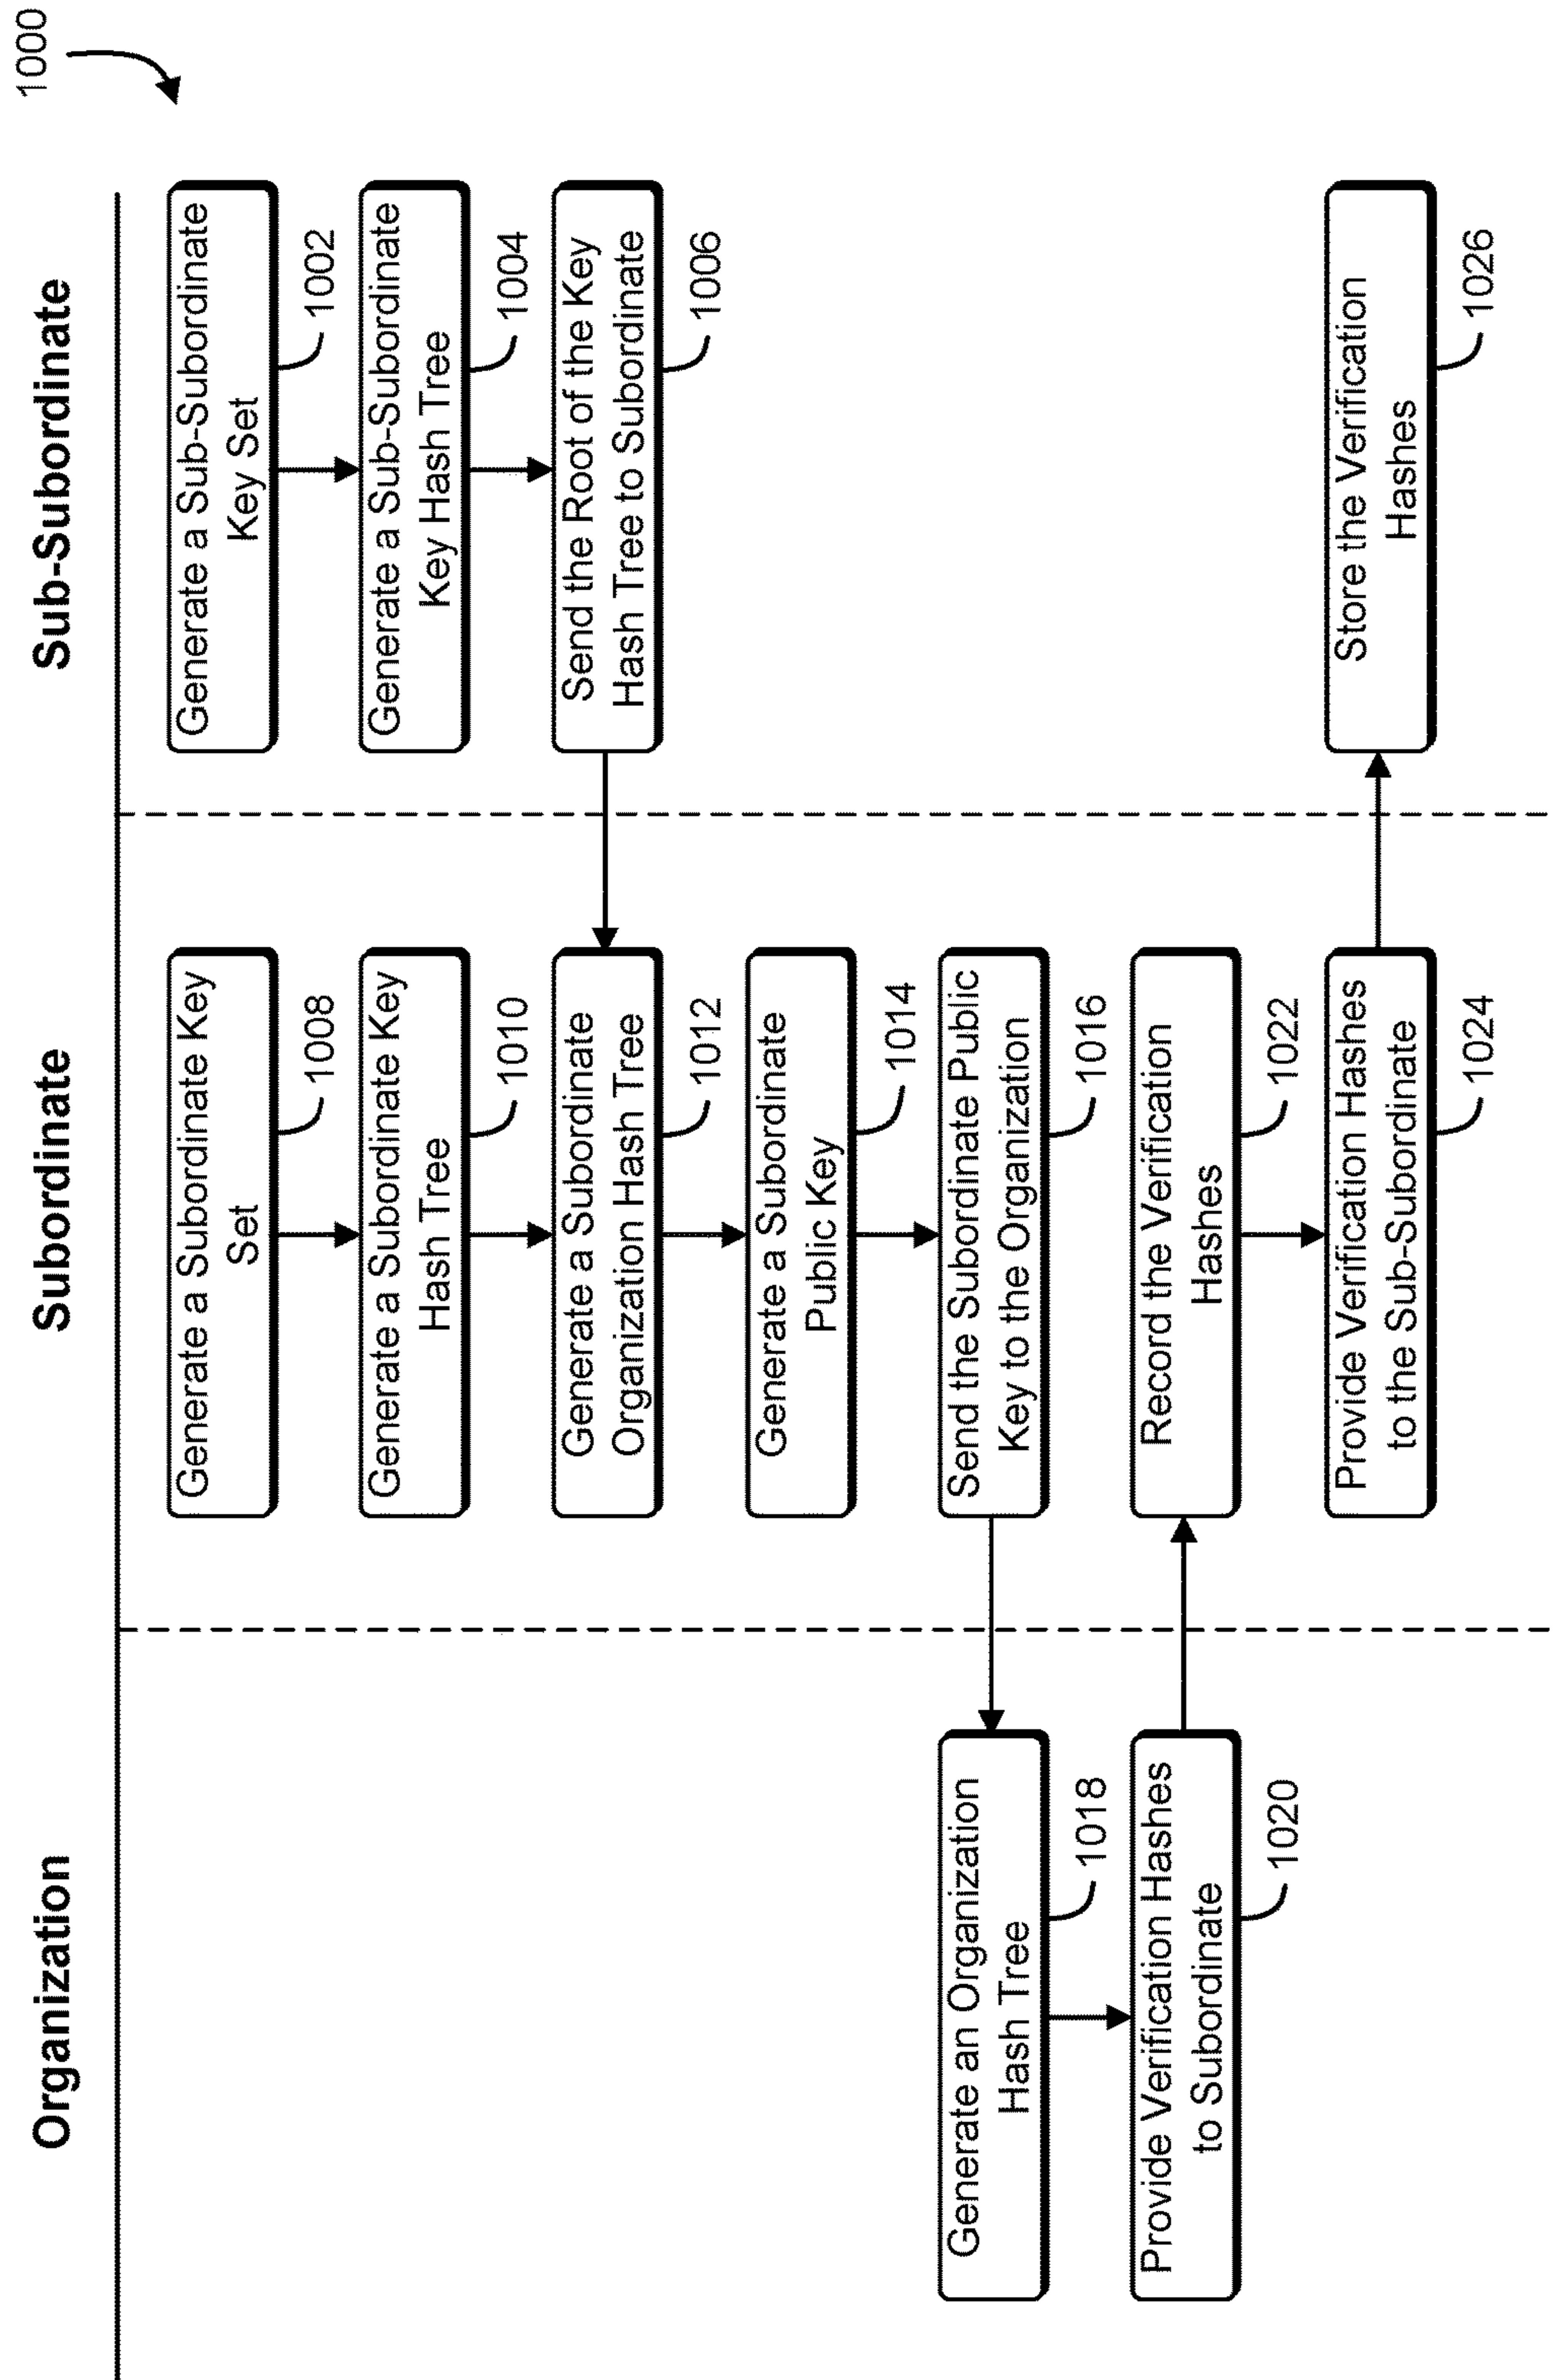 1000
Organization
Subordinate
Sub-Subordinate
Generate a Sub-Subordinate
Key Set
1002
Generate a Sub-Subordinate
Key Hash Tree
1004
Send the Root of the Key
Hash Tree to Subordinate
1006
Generate a Subordinate Key
Set
1008
Generate a Subordinate Key
Hash Tree
1010
Generate a Subordinate
Organization Hash Tree
1012
Generate a Subordinate
Public Key
1014
Send the Subordinate Public
Key to the Organization
1016
Generate an Organization
Hash Tree
1018
Provide Verification Hashes
to Subordinate
1020
Record the Verification
Hashes
1022
Provide Verification Hashes
to the Sub-Subordinate
1024
Store the Verification
Hashes
1026